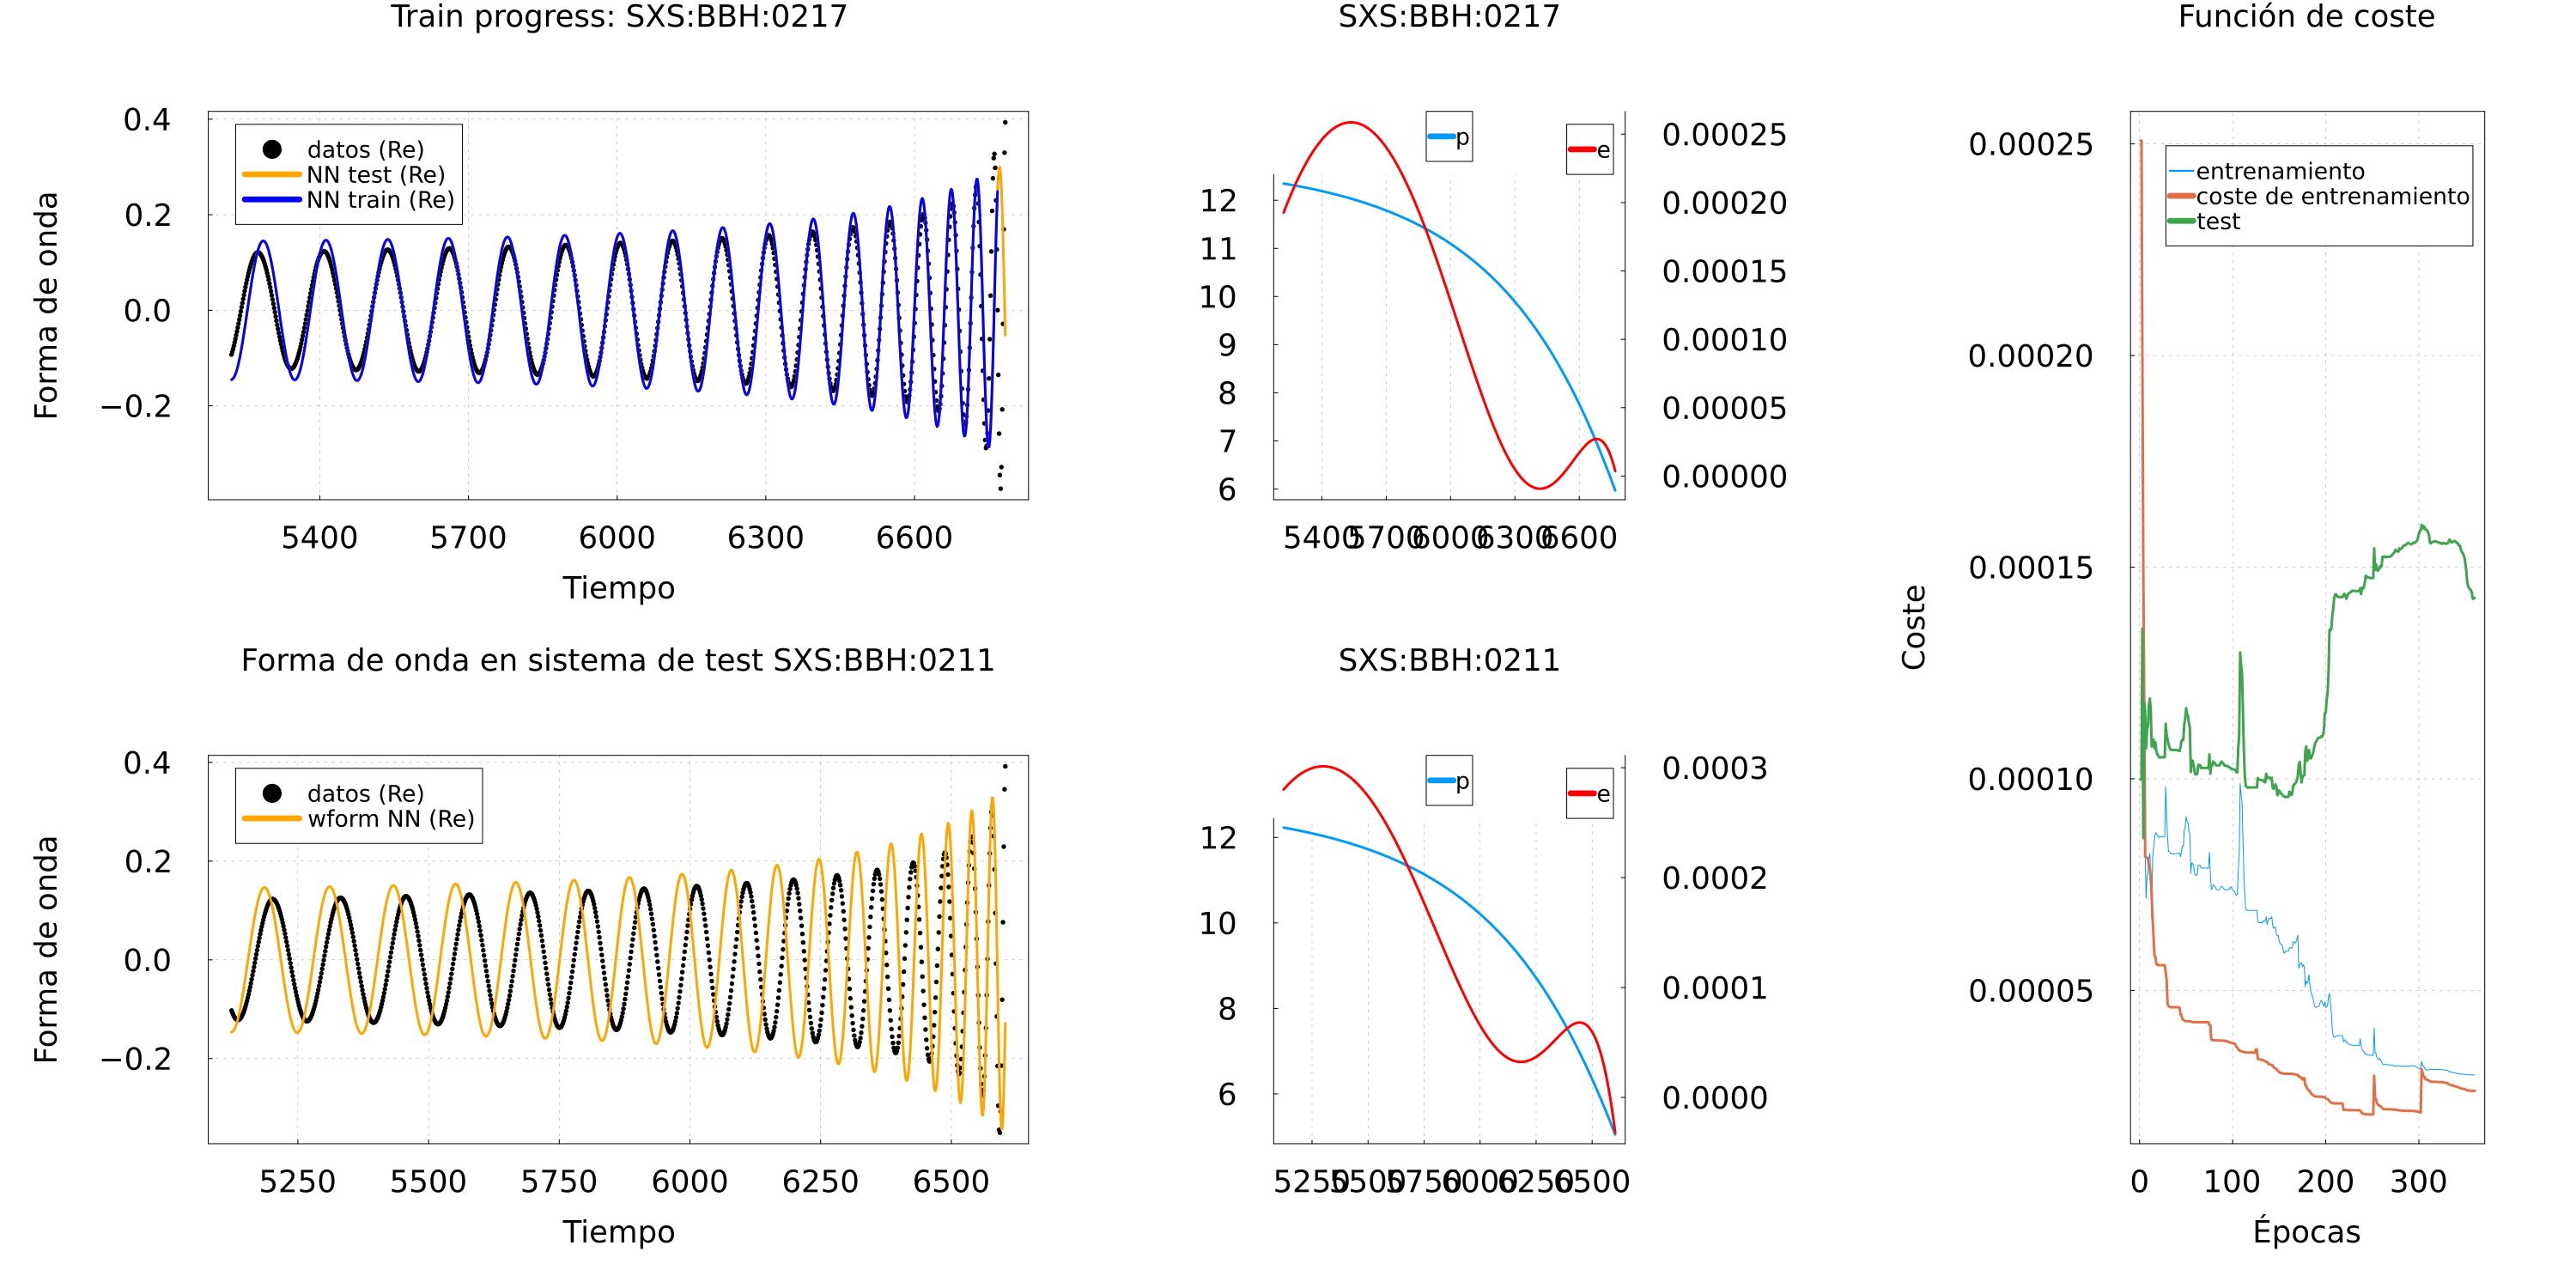 Train progress: SXS:BBH:0217
0.4
0.2
0.0
−0.2
Forma de onda
datos (Re)
NN test (Re)
NN train (Re)
5400 5700 6000 6300 6600
Tiempo
SXS:BBH:0217
p
e
12
11
10
9
8
7
6
0.00025
0.00020
0.00015
0.00010
0.00005
0.00000
5400 5700 6000 6300 6600
Forma de onda en sistema de test SXS:BBH:0211
0.4
0.2
0.0
−0.2
Forma de onda
datos (Re)
wform NN (Re)
5250 5500 5750 6000 6250 6500
Tiempo
SXS:BBH:0211
p
e
12
10
8
6
0.0003
0.0002
0.0001
0.0000
5250 5500 5750 6000 6250 6500
Función de coste
0.00025
0.00020
0.00015
0.00010
0.00005
Coste
entrenamiento
coste de entrenamiento
test
0 100 200 300
Épocas